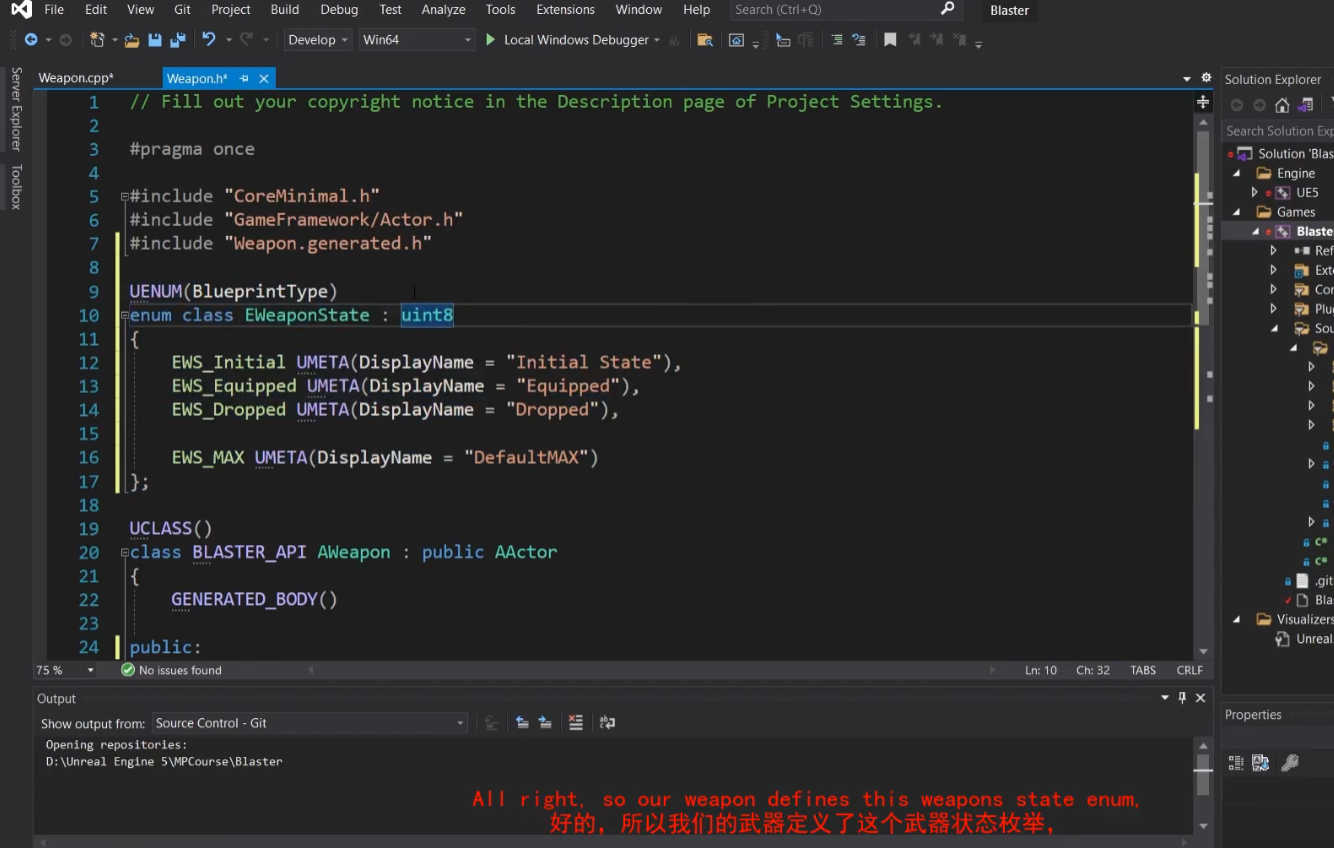 File Edit View Git Project Build Debug Test Analyze Tools Extensions Window Help Search (Ctrl+Q) Blaster
Develop Win64 Local Windows Debugger
Server Explorer
Toolbox
Weapon.cpp* Weapon.h*
1 // Fill out your copyright notice in the Description page of Project Settings.
2
3 #pragma once
4
5 #include "CoreMinimal.h"
6 #include "GameFramework/Actor.h"
7 #include "Weapon.generated.h"
8
9 UENUM(BlueprintType)
10 enum class EWeaponState : uint8
11 {
12 EWS_Initial UMETA(DisplayName = "Initial State"),
13 EWS_Equipped UMETA(DisplayName = "Equipped"),
14 EWS_Dropped UMETA(DisplayName = "Dropped"),
15
16 EWS_MAX UMETA(DisplayName = "DefaultMAX")
17 };
18
19 UCLASS()
20 class BLASTER_API AWeapon : public AActor
21 {
22 GENERATED_BODY()
23
24 public:
75 % No issues found Ln: 10 Ch: 32 TABS CRLF
Output
Show output from: Source Control - Git
Opening repositories:
D:\Unreal Engine 5\MPCourse\Blaster
Solution Explorer
Search Solution Exp
Solution 'Blas
Engine
UE5
Games
Blaste
Ref
Exte
Con
Plu
Sou
C#
C#
.git
Bla
Visualizers
Unreal.
Properties
All right, so our weapon defines this weapons state enum,
好的，所以我们的武器定义了这个武器状态枚举，